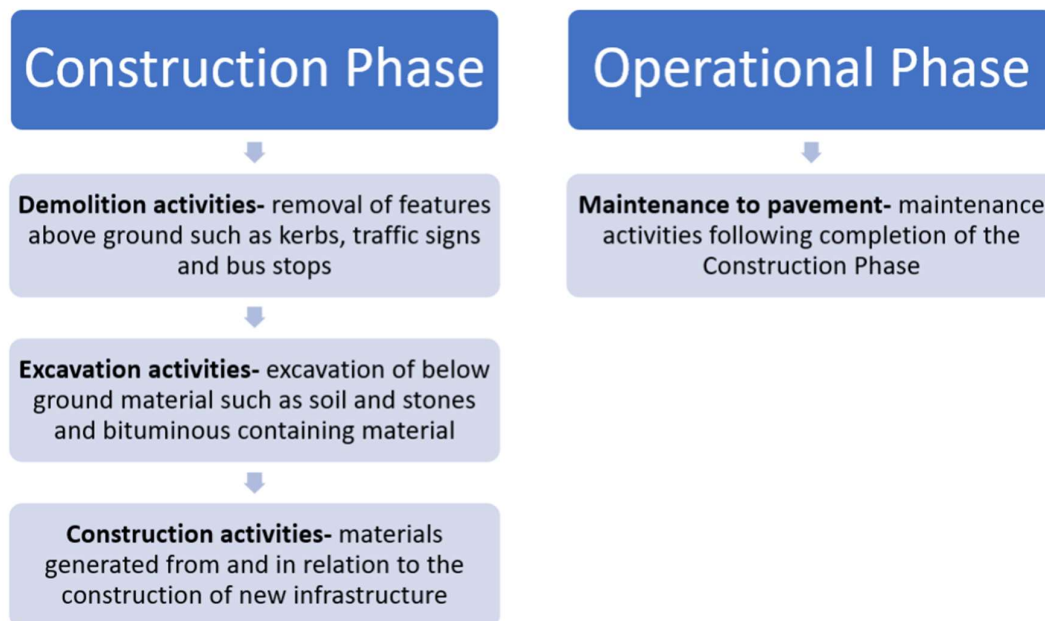 Construction Phase
Demolition activities- removal of features
above ground such as kerbs, traffic signs
and bus stops
Excavation activities- excavation of below
ground material such as soil and stones
and bituminous containing material
Construction activities- materials
generated from and in relation to the
construction of new infrastructure
Operational Phase
Maintenance to pavement- maintenance
activities following completion of the
Construction Phase